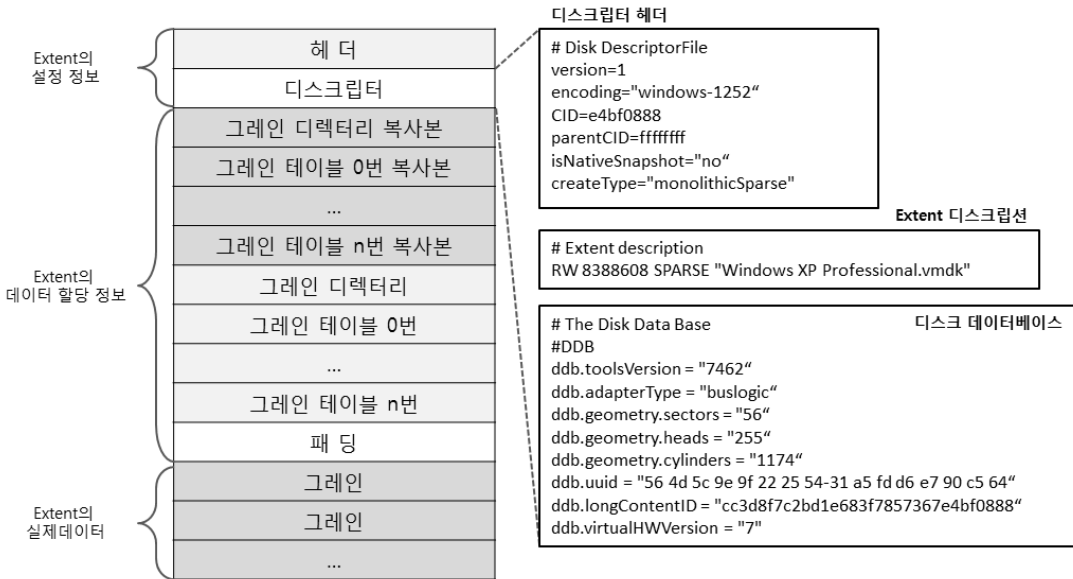 Extent의
설정 정보
Extent의
데이터 할당 정보
Extent의
실제데이터
헤 더
디스크립터
그레인 디렉터리 복사본
그레인 테이블 0번 복사본
...
그레인 테이블 n번 복사본
그레인 디렉터리
그레인 테이블 0번
...
그레인 테이블 n번
패 딩
그레인
그레인
...
디스크립터 헤더
# Disk DescriptorFile
version=1
encoding="windows-1252“
CID=e4bf0888
parentCID=ffffffff
isNativeSnapshot="no“
createType="monolithicSparse"
Extent 디스크립션
# Extent description
RW 8388608 SPARSE "Windows XP Professional.vmdk"
디스크 데이터베이스
# The Disk Data Base
#DDB
ddb.toolsVersion = "7462“
ddb.adapterType = "buslogic“
ddb.geometry.sectors = "56“
ddb.geometry.heads = "255“
ddb.geometry.cylinders = "1174“
ddb.uuid = "56 4d 5c 9e 9f 22 25 54-31 a5 fd d6 e7 90 c5 64“
ddb.longContentID = "cc3d8f7c2bd1e683f7857367e4bf0888“
ddb.virtualHWVersion = "7"